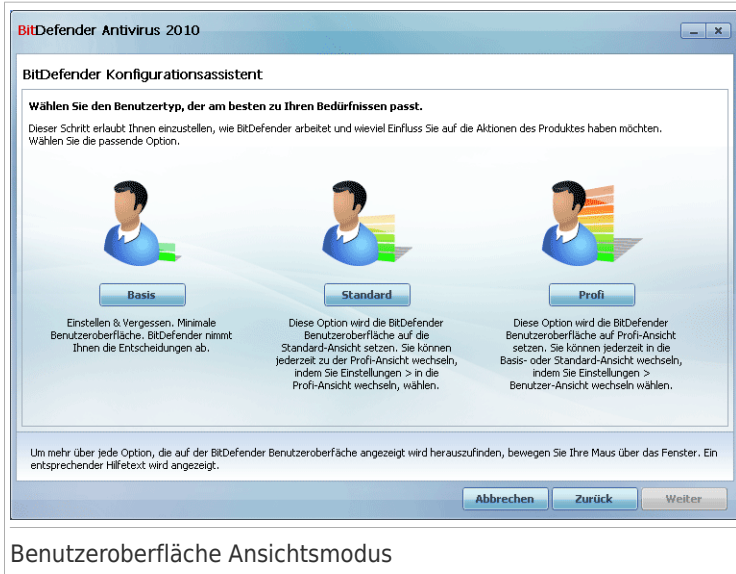 BitDefender Antivirus 2010
BitDefender Konfigurationsassistent
Wählen Sie den Benutzertyp, der am besten zu Ihren Bedürfnissen passt.
Dieser Schritt erlaubt Ihnen einzustellen, wie BitDefender arbeitet und wieviel Einfluss Sie auf die Aktionen des Produktes haben möchten.
Wählen Sie die passende Option.
Basis
Einstellen & Vergessen. Minimale
Benutzeroberfläche. BitDefender nimmt
Ihnen die Entscheidungen ab.
Standard
Diese Option wird die BitDefender
Benutzeroberfläche auf die
Standard-Ansicht setzen. Sie können
jederzeit zu der Profi-Ansicht wechseln,
indem Sie Einstellungen > in die
Profi-Ansicht wechseln, wählen.
Profi
Diese Option wird die BitDefender
Benutzeroberfläche auf Profi-Ansicht
setzen. Sie können jederzeit in die
Basis- oder Standard-Ansicht wechseln,
indem Sie Einstellungen >
Benutzer-Ansicht wechseln wählen.
Um mehr über jede Option, die auf der BitDefender Benutzeroberfäche angezeigt wird herauszufinden, bewegen Sie Ihre Maus über das Fenster. Ein
entsprechender Hilfetext wird angezeigt.
Abbrechen
Zurück
Weiter
Benutzeroberfläche Ansichtsmodus